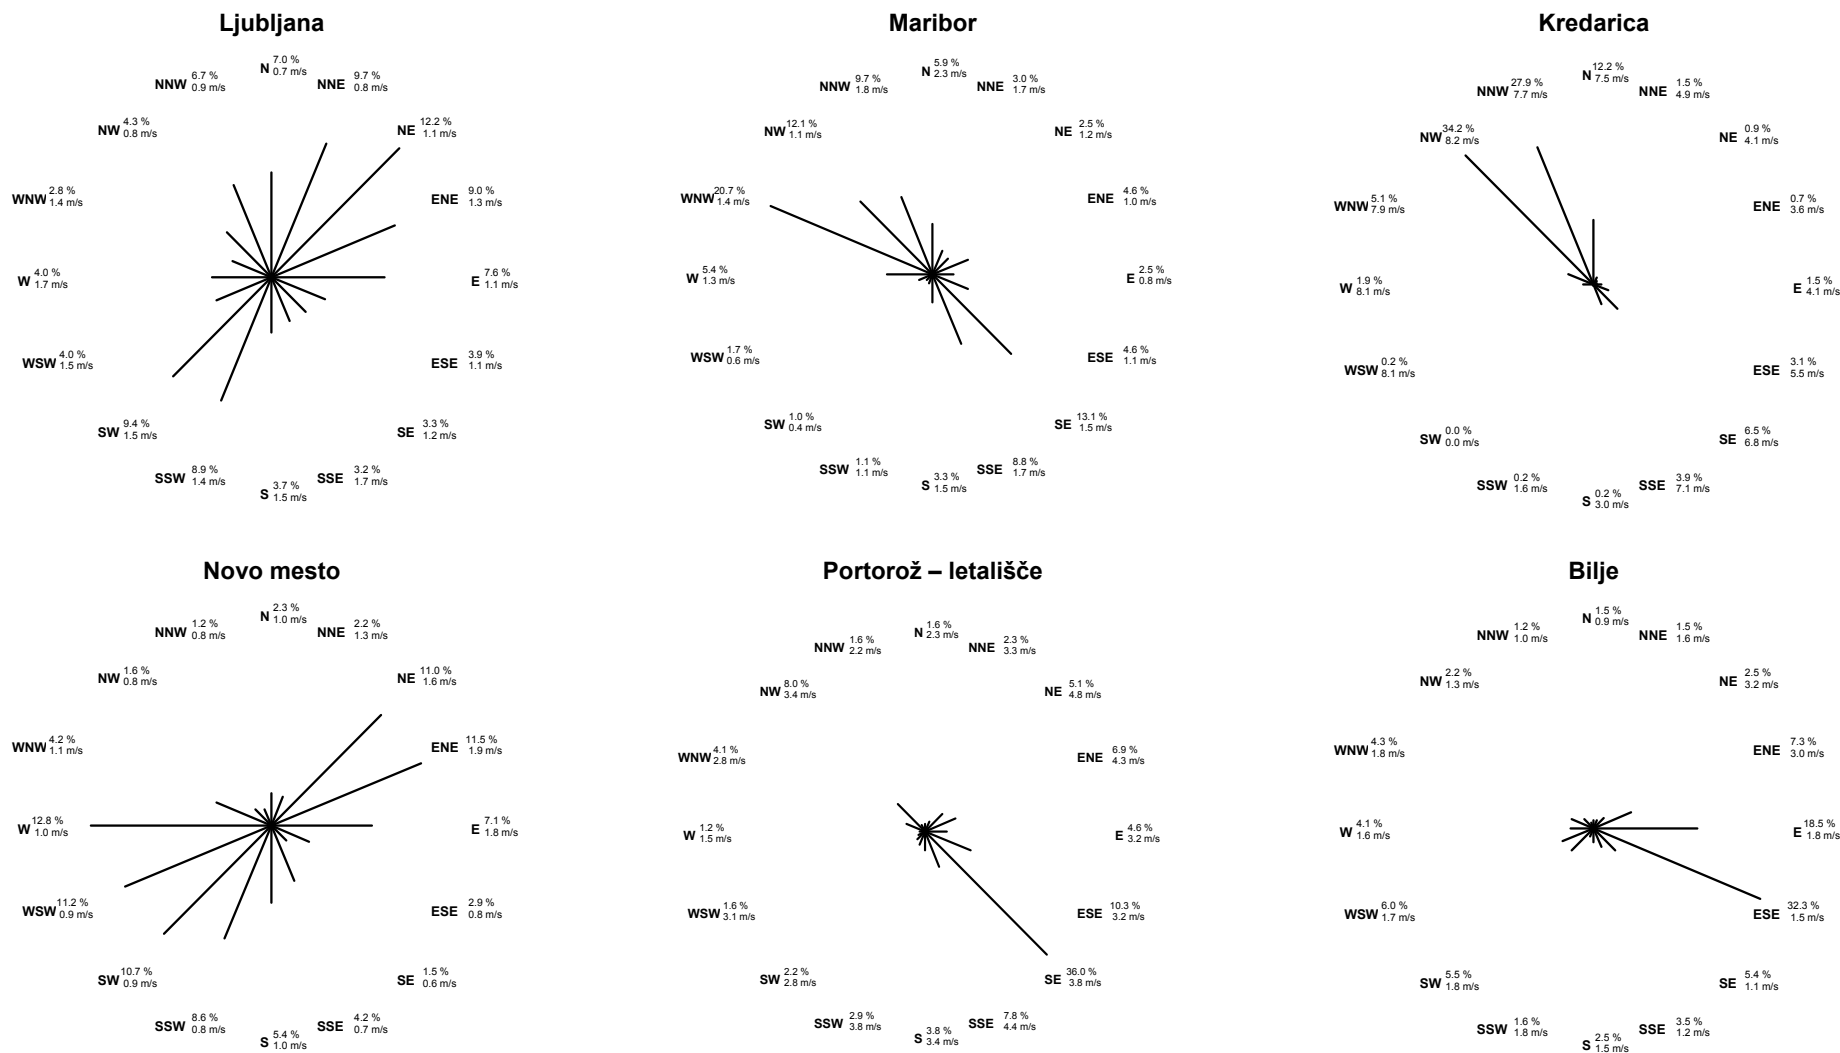 Ljubljana
N 7.0 %
0.7 m/s
NNE 9.7 %
0.8 m/s
NE 12.2 %
1.1 m/s
ENE 9.0 %
1.3 m/s
E 7.6 %
1.1 m/s
ESE 3.9 %
1.1 m/s
SE 3.3 %
1.2 m/s
SSE 3.2 %
1.7 m/s
S 3.7 %
1.5 m/s
SSW 8.9 %
1.4 m/s
SW 9.4 %
1.5 m/s
WSW 4.0 %
1.5 m/s
W 4.0 %
1.7 m/s
WNW 2.8 %
1.4 m/s
NW 4.3 %
0.8 m/s
NNW 6.7 %
0.9 m/s
Maribor
N 5.9 %
2.3 m/s
NNE 3.0 %
1.7 m/s
NE 2.5 %
1.2 m/s
ENE 4.6 %
1.0 m/s
E 2.5 %
0.8 m/s
ESE 4.6 %
1.1 m/s
SE 13.1 %
1.5 m/s
SSE 8.8 %
1.7 m/s
S 3.3 %
1.5 m/s
SSW 1.1 %
1.1 m/s
SW 1.0 %
0.4 m/s
WSW 1.7 %
0.6 m/s
W 5.4 %
1.3 m/s
WNW 20.7 %
1.4 m/s
NW 12.1 %
1.1 m/s
NNW 9.7 %
1.8 m/s
Kredarica
N 12.2 %
7.5 m/s
NNE 1.5 %
4.9 m/s
NE 0.9 %
4.1 m/s
ENE 0.7 %
3.6 m/s
E 1.5 %
4.1 m/s
ESE 3.1 %
5.5 m/s
SE 6.5 %
6.8 m/s
SSE 3.9 %
7.1 m/s
S 0.2 %
3.0 m/s
SSW 0.2 %
1.6 m/s
SW 0.0 %
0.0 m/s
WSW 0.2 %
8.1 m/s
W 1.9 %
8.1 m/s
WNW 5.1 %
7.9 m/s
NW 34.2 %
8.2 m/s
NNW 27.9 %
7.7 m/s
Novo mesto
N 2.3 %
1.0 m/s
NNE 2.2 %
1.3 m/s
NE 11.0 %
1.6 m/s
ENE 11.5 %
1.9 m/s
E 7.1 %
1.8 m/s
ESE 2.9 %
0.8 m/s
SE 1.5 %
0.6 m/s
SSE 4.2 %
0.7 m/s
S 5.4 %
1.0 m/s
SSW 8.6 %
0.8 m/s
SW 10.7 %
0.9 m/s
WSW 11.2 %
0.9 m/s
W 12.8 %
1.0 m/s
WNW 4.2 %
1.1 m/s
NW 1.6 %
0.8 m/s
NNW 1.2 %
0.8 m/s
Portorož – letališče
N 1.6 %
2.3 m/s
NNE 2.3 %
3.3 m/s
NE 5.1 %
4.8 m/s
ENE 6.9 %
4.3 m/s
E 4.6 %
3.2 m/s
ESE 10.3 %
3.2 m/s
SE 36.0 %
3.8 m/s
SSE 7.8 %
4.4 m/s
S 3.8 %
3.4 m/s
SSW 2.9 %
3.8 m/s
SW 2.2 %
2.8 m/s
WSW 1.6 %
3.1 m/s
W 1.2 %
1.5 m/s
WNW 4.1 %
2.8 m/s
NW 8.0 %
3.4 m/s
NNW 1.6 %
2.2 m/s
Bilje
N 1.5 %
0.9 m/s
NNE 1.5 %
1.6 m/s
NE 2.5 %
3.2 m/s
ENE 7.3 %
3.0 m/s
E 18.5 %
1.8 m/s
ESE 32.3 %
1.5 m/s
SE 5.4 %
1.1 m/s
SSE 3.5 %
1.2 m/s
S 2.5 %
1.5 m/s
SSW 1.6 %
1.8 m/s
SW 5.5 %
1.8 m/s
WSW 6.0 %
1.7 m/s
W 4.1 %
1.6 m/s
WNW 4.3 %
1.8 m/s
NW 2.2 %
1.3 m/s
NNW 1.2 %
1.0 m/s